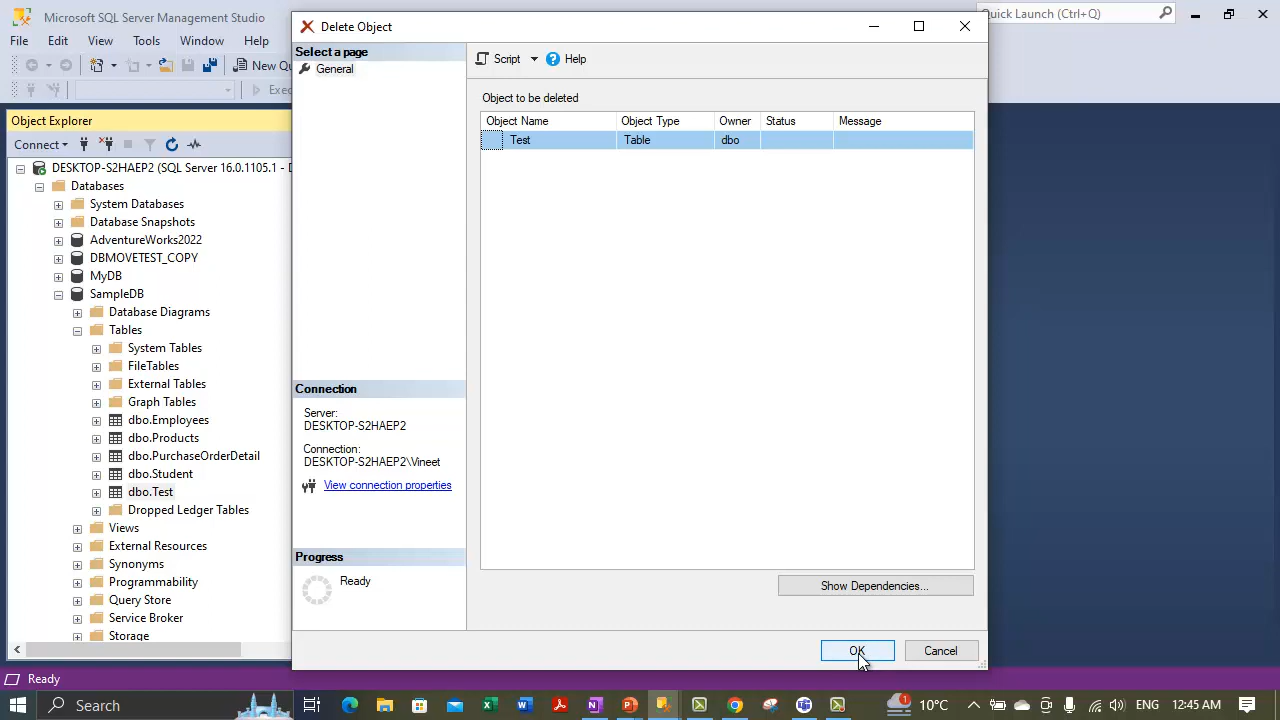 Microsoft SQL Server Management Studio
Quick Launch (Ctrl+Q)
File Edit View Tools Window Help
New Qu
Exec
Object Explorer
Connect
DESKTOP-S2HAEP2 (SQL Server 16.0.1105.1 - D
Databases
System Databases
Database Snapshots
AdventureWorks2022
DBMOVETEST_COPY
MyDB
SampleDB
Database Diagrams
Tables
System Tables
FileTables
External Tables
Graph Tables
dbo.Employees
dbo.Products
dbo.PurchaseOrderDetail
dbo.Student
dbo.Test
Dropped Ledger Tables
Views
External Resources
Synonyms
Programmability
Query Store
Service Broker
Storage
Delete Object
Select a page
General
Script Help
Object to be deleted
Object Name Object Type Owner Status Message
Test Table dbo
Connection
Server:
DESKTOP-S2HAEP2
Connection:
DESKTOP-S2HAEP2\Vineet
View connection properties
Progress
Ready
Show Dependencies...
OK Cancel
Ready
Search
1
10°C
ENG
12:45 AM